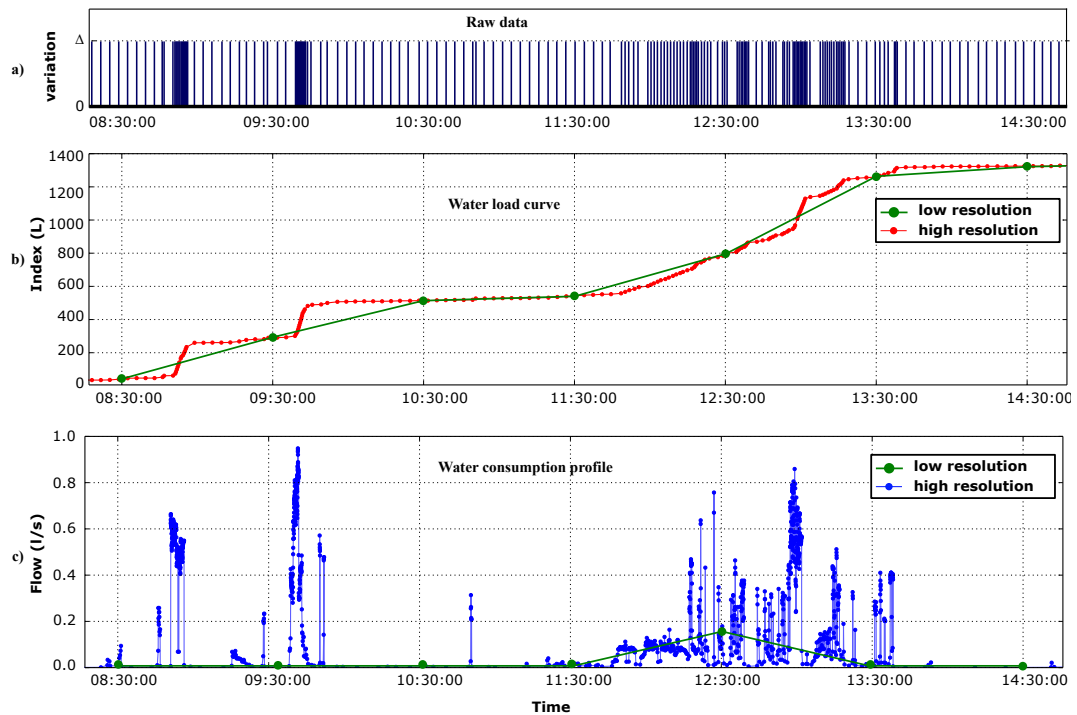 Raw data
Δ
a)
variation
0
08:30:00 09:30:00 10:30:00 11:30:00 12:30:00 13:30:00 14:30:00
1400
1200
1000
800
600
400
200
0
b)
Index (L)
Water load curve
low resolution
high resolution
08:30:00 09:30:00 10:30:00 11:30:00 12:30:00 13:30:00 14:30:00
1.0
0.8
0.6
0.4
0.2
0.0
c)
Flow (l/s)
Water consumption profile
low resolution
high resolution
08:30:00 09:30:00 10:30:00 11:30:00 12:30:00 13:30:00 14:30:00
Time